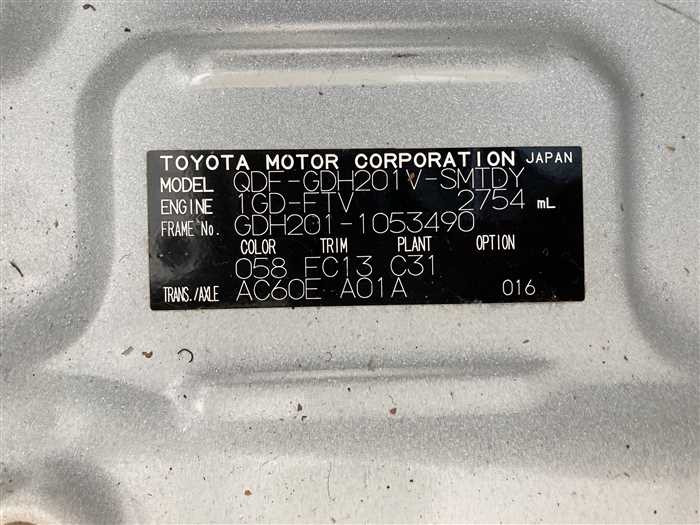 TOYOTA MOTOR CORPORATION JAPAN
MODEL QDF-GDH201V-SMTDY
ENGINE 1GD-FTV 2754 mL
FRAME No. GDH201-1053490
COLOR TRIM PLANT OPTION
058 FC13 C31
TRANS./AXLE AC60E A01A 016